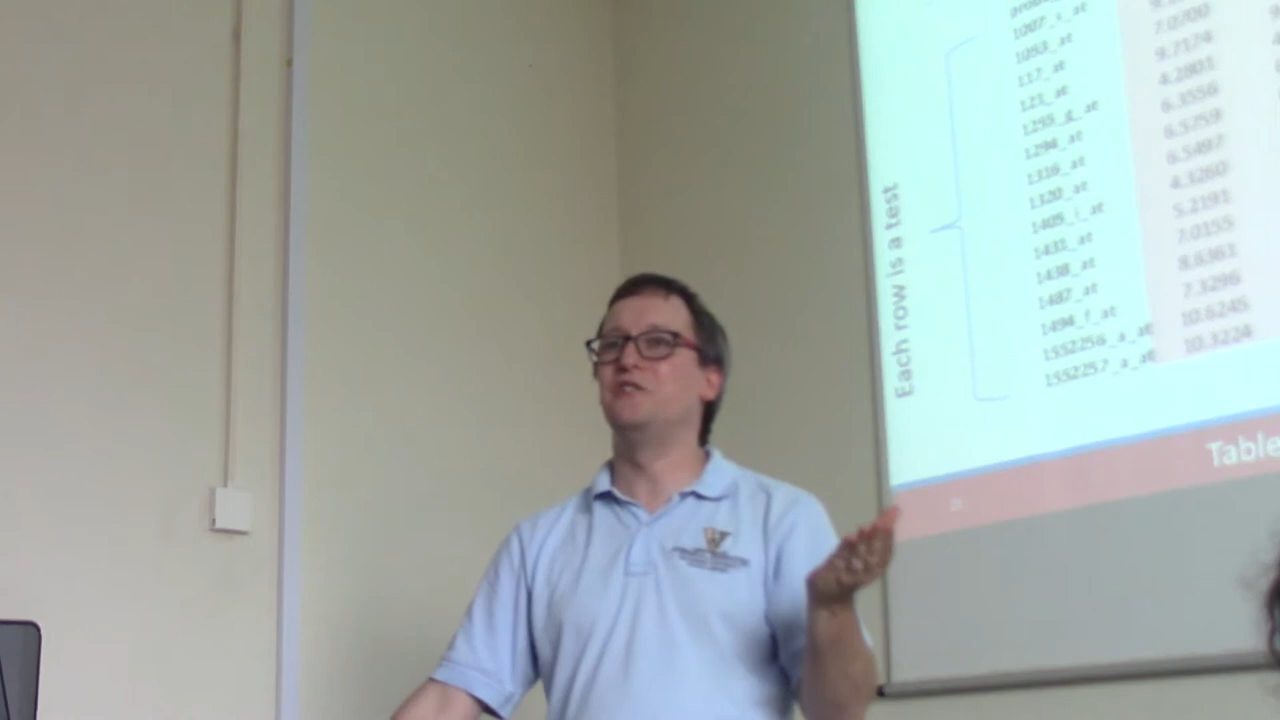 Each row is a test
1007_s_at
1053_at
117_at 7.0700
121_at 9.7174
1255_g_at 4.2801
1294_at 6.3556
1316_at 6.5759
1320_at 6.5497
1405_i_at 4.3260
1431_at 5.2191
1438_at 7.0155
1487_at 8.6361
1494_f_at 7.3296
1552256_a_at 10.6245
1552257_a_at 10.3224
Table